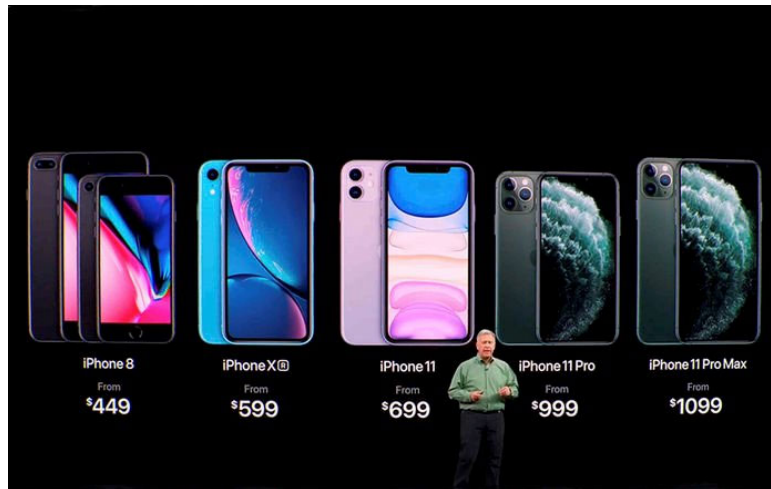 iPhone 8
From
$449
iPhone XR
From
$599
iPhone 11
From
$699
iPhone 11 Pro
From
$999
iPhone 11 Pro Max
From
$1099